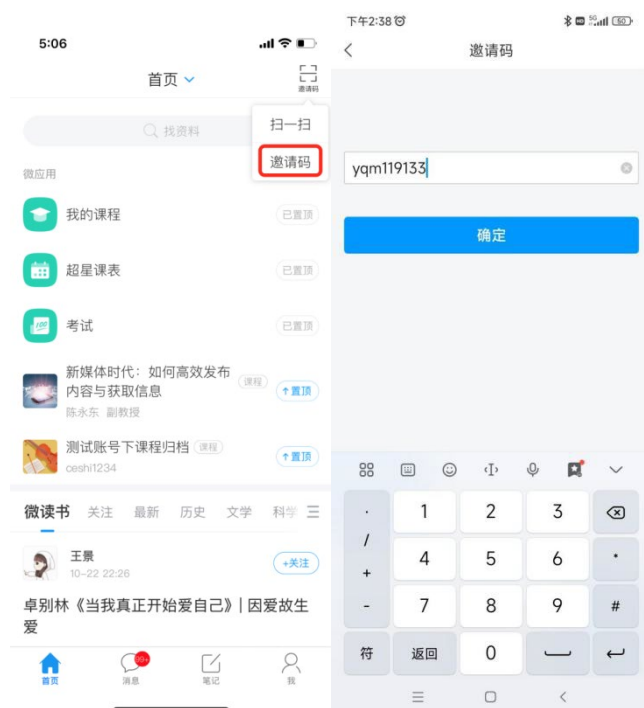 5:06
首页
邀请码
找资料
扫一扫
邀请码
微应用
我的课程
已置顶
超星课表
已置顶
考试
已置顶
新媒体时代：如何高效发布
内容与获取信息
课程
↑置顶
陈永东 副教授
测试账号下课程归档 课程
ceshi1234
↑置顶
微读书 关注 最新 历史 文学 科学
王景
10-22 22:26
+关注
卓别林《当我真正开始爱自己》| 因爱故生
爱
99+
首页 消息 笔记 我
下午2:38
5G
50
邀请码
yqm119133
确定
· 1 2 3
/ 4 5 6 .
+
- 7 8 9 #
符 返回 0